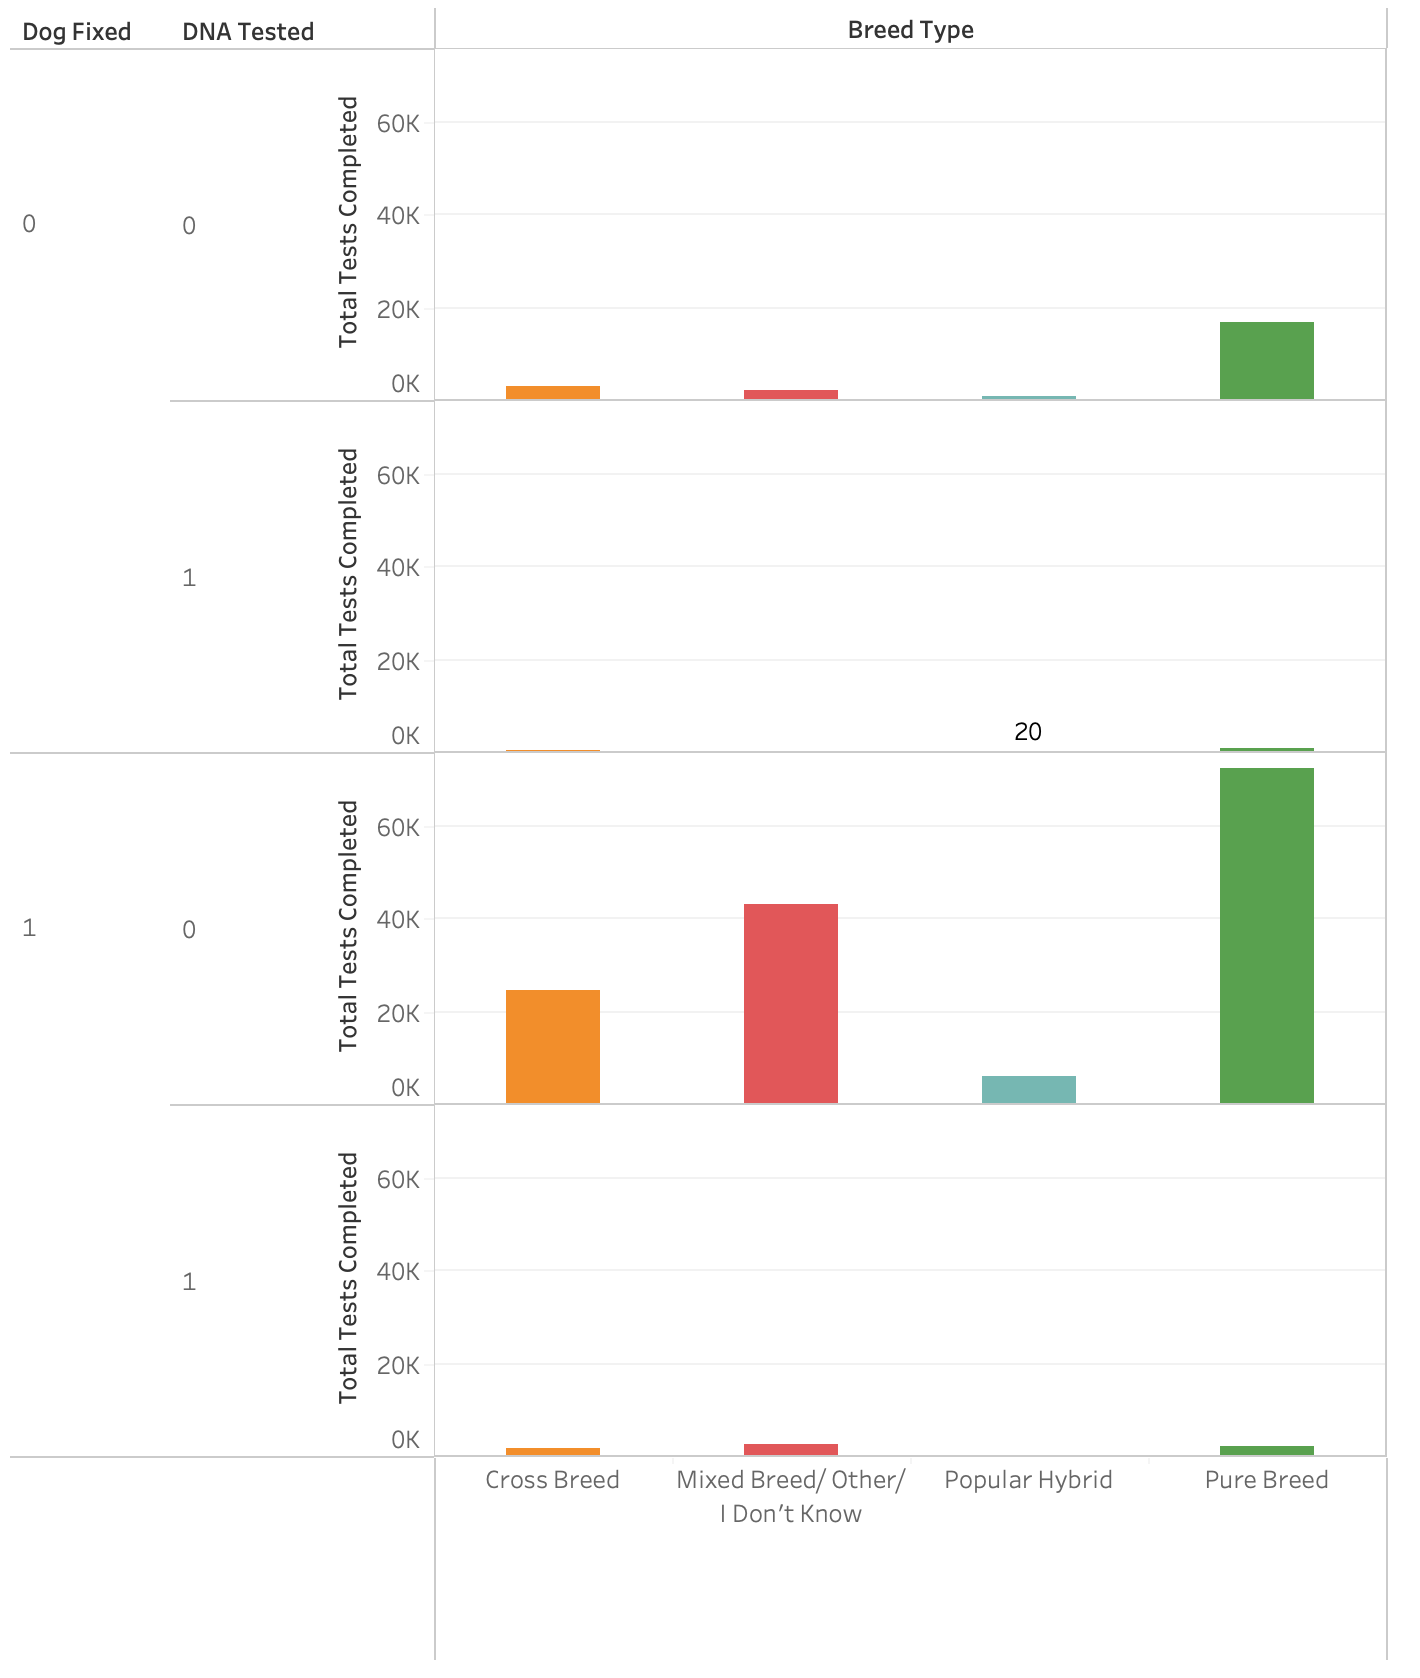 Dog Fixed
DNA Tested
Breed Type
0
0
Total Tests Completed
60K
40K
20K
0K
1
Total Tests Completed
60K
40K
20K
0K
20
1
0
Total Tests Completed
60K
40K
20K
0K
1
Total Tests Completed
60K
40K
20K
0K
Cross Breed
Mixed Breed/ Other/
I Don’t Know
Popular Hybrid
Pure Breed